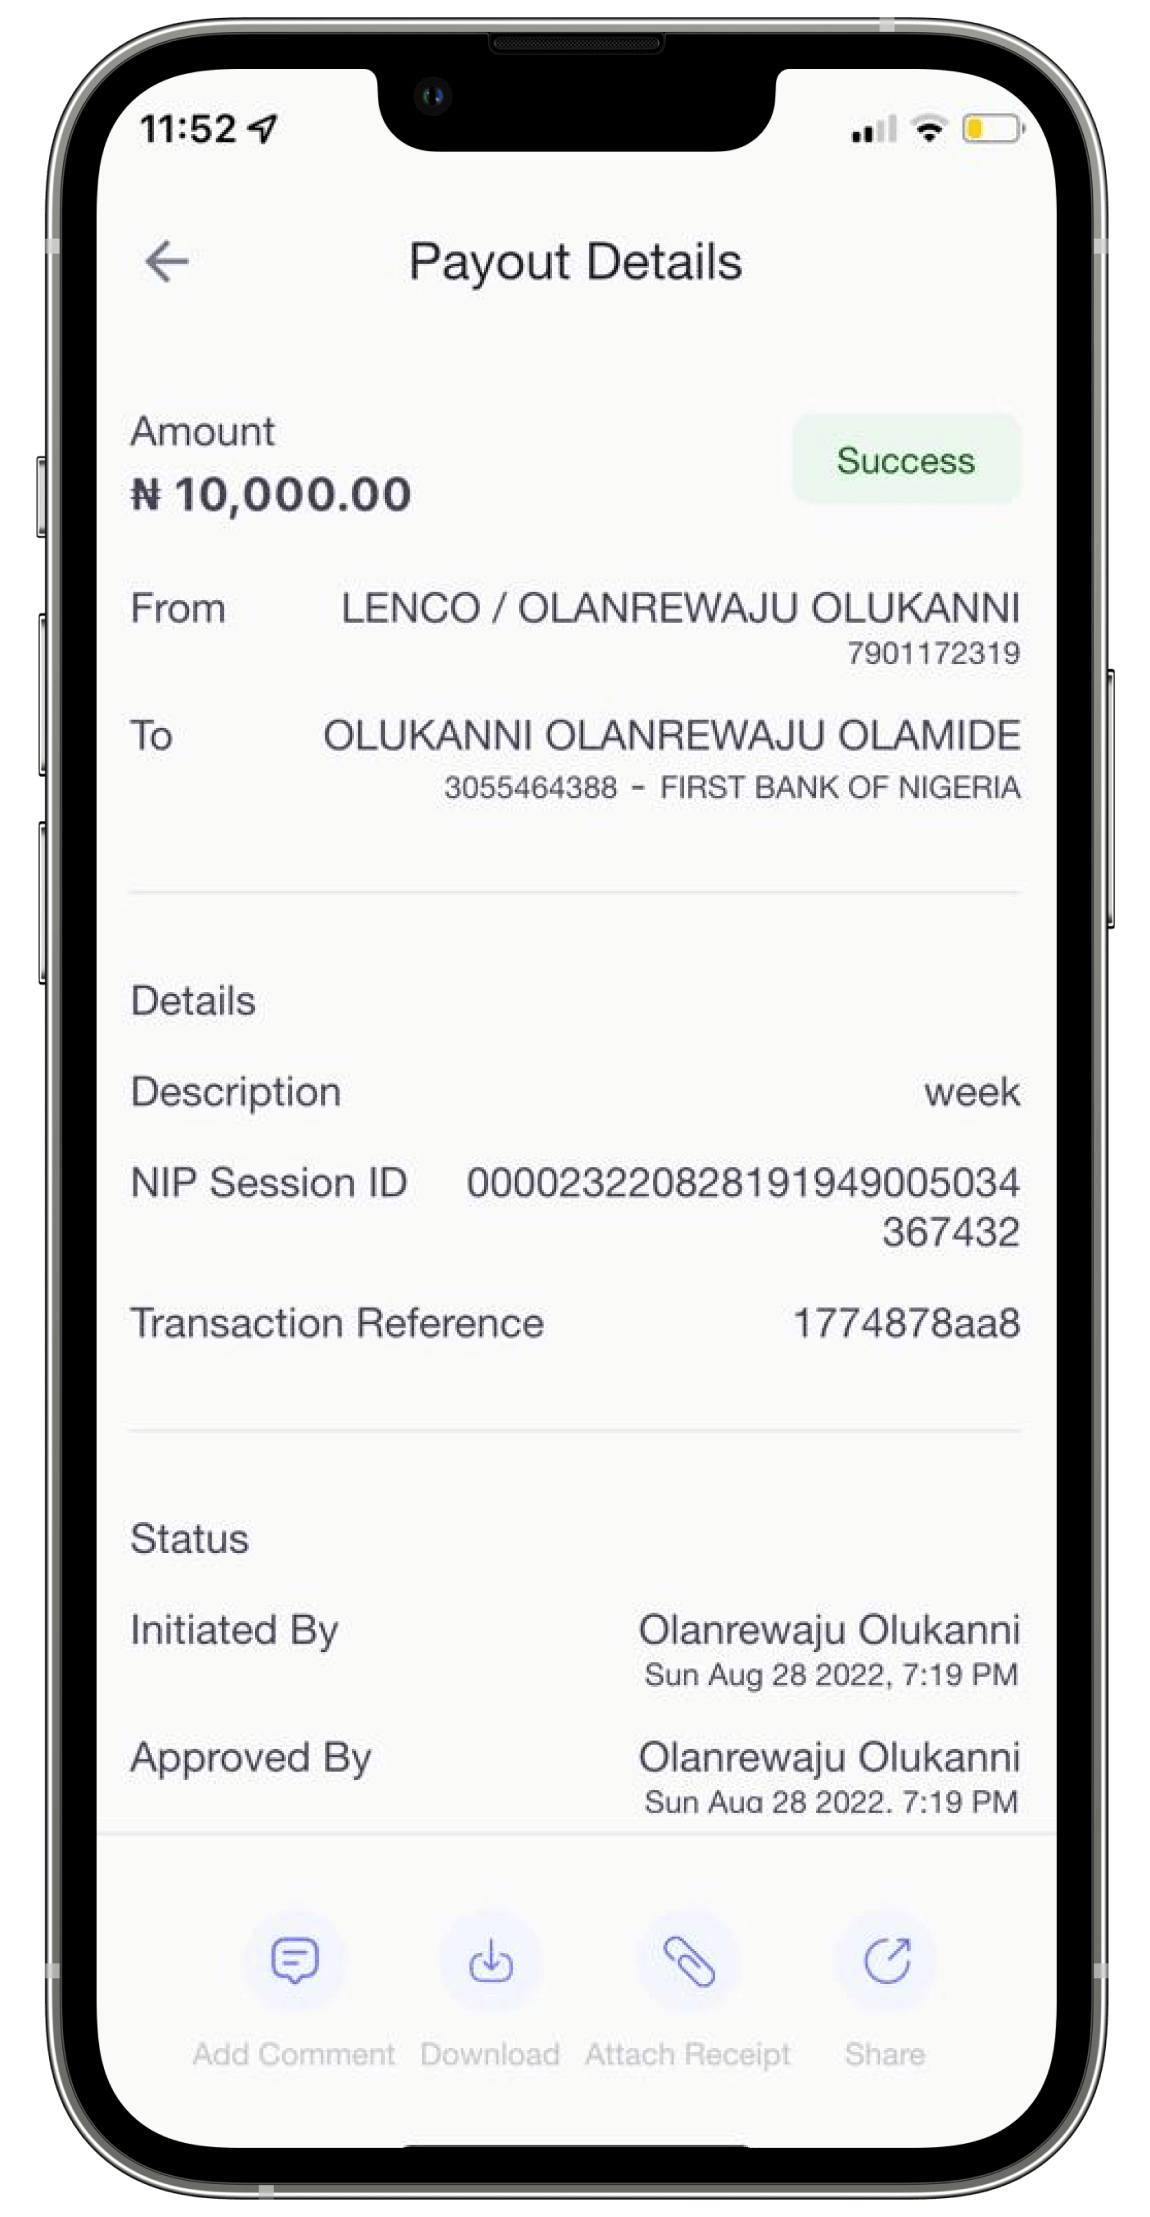 11:52
Payout Details
Amount
₦ 10,000.00
Success
From
LENCO / OLANREWAJU OLUKANNI
7901172319
To
OLUKANNI OLANREWAJU OLAMIDE
3055464388 - FIRST BANK OF NIGERIA
Details
Description
week
NIP Session ID
000023220828191949005034
367432
Transaction Reference
1774878aa8
Status
Initiated By
Olanrewaju Olukanni
Sun Aug 28 2022, 7:19 PM
Approved By
Olanrewaju Olukanni
Sun Aug 28 2022, 7:19 PM
Add Comment
Download
Attach Receipt
Share